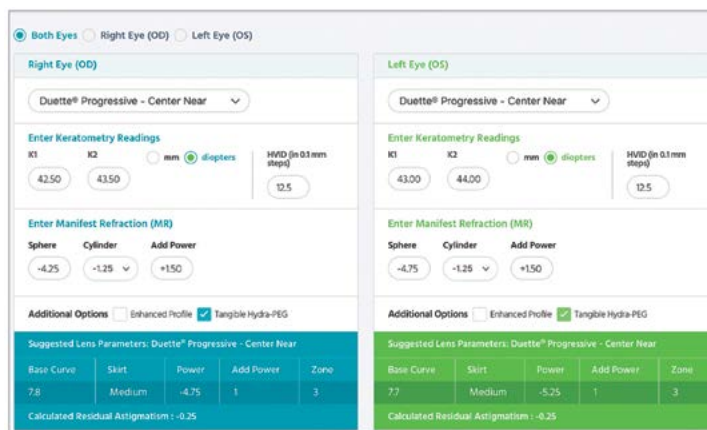 Both Eyes Right Eye (OD) Left Eye (OS)
Right Eye (OD)
Duette® Progressive - Center Near
Enter Keratometry Readings
K1 K2 mm diopters HVID (in 0.1 mm steps)
42.50 43.50 12.5
Enter Manifest Refraction (MR)
Sphere Cylinder Add Power
-4.25 -1.25 +1.50
Additional Options Enhanced Profile Tangible Hydra-PEG
Suggested Lens Parameters: Duette® Progressive - Center Near
Base Curve Skirt Power Add Power Zone
7.8 Medium -4.75 1 3
Calculated Residual Astigmatism : -0.25
Left Eye (OS)
Duette® Progressive - Center Near
Enter Keratometry Readings
K1 K2 mm diopters HVID (in 0.1 mm steps)
43.00 44.00 12.5
Enter Manifest Refraction (MR)
Sphere Cylinder Add Power
-4.75 -1.25 +1.50
Additional Options Enhanced Profile Tangible Hydra-PEG
Suggested Lens Parameters: Duette® Progressive - Center Near
Base Curve Skirt Power Add Power Zone
7.7 Medium -5.25 1 3
Calculated Residual Astigmatism : -0.25